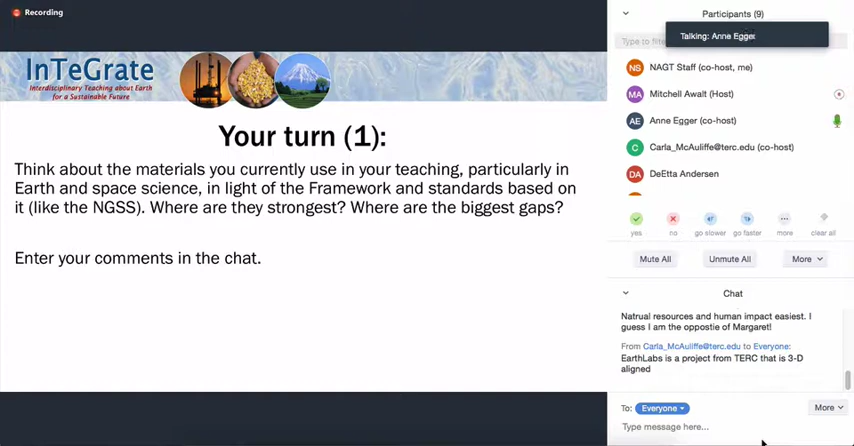 Recording
InTeGrate
Interdisciplinary Teaching about Earth
for a Sustainable Future
Your turn (1):
Think about the materials you currently use in your teaching, particularly in
Earth and space science, in light of the Framework and standards based on
it (like the NGSS). Where are they strongest? Where are the biggest gaps?
Enter your comments in the chat.
Participants (9)
Talking: Anne Egger
Type to filte
NS NAGT Staff (co-host, me)
MA Mitchell Awalt (Host)
AE Anne Egger (co-host)
C Carla_McAuliffe@terc.edu (co-host)
DA DeEtta Andersen
yes no go slower go faster more clear all
Mute All Unmute All More
Chat
Natrual resources and human impact easiest. I
guess I am the oppostie of Margaret!
From Carla_McAuliffe@terc.edu to Everyone:
EarthLabs is a project from TERC that is 3-D
aligned
To: Everyone More
Type message here...